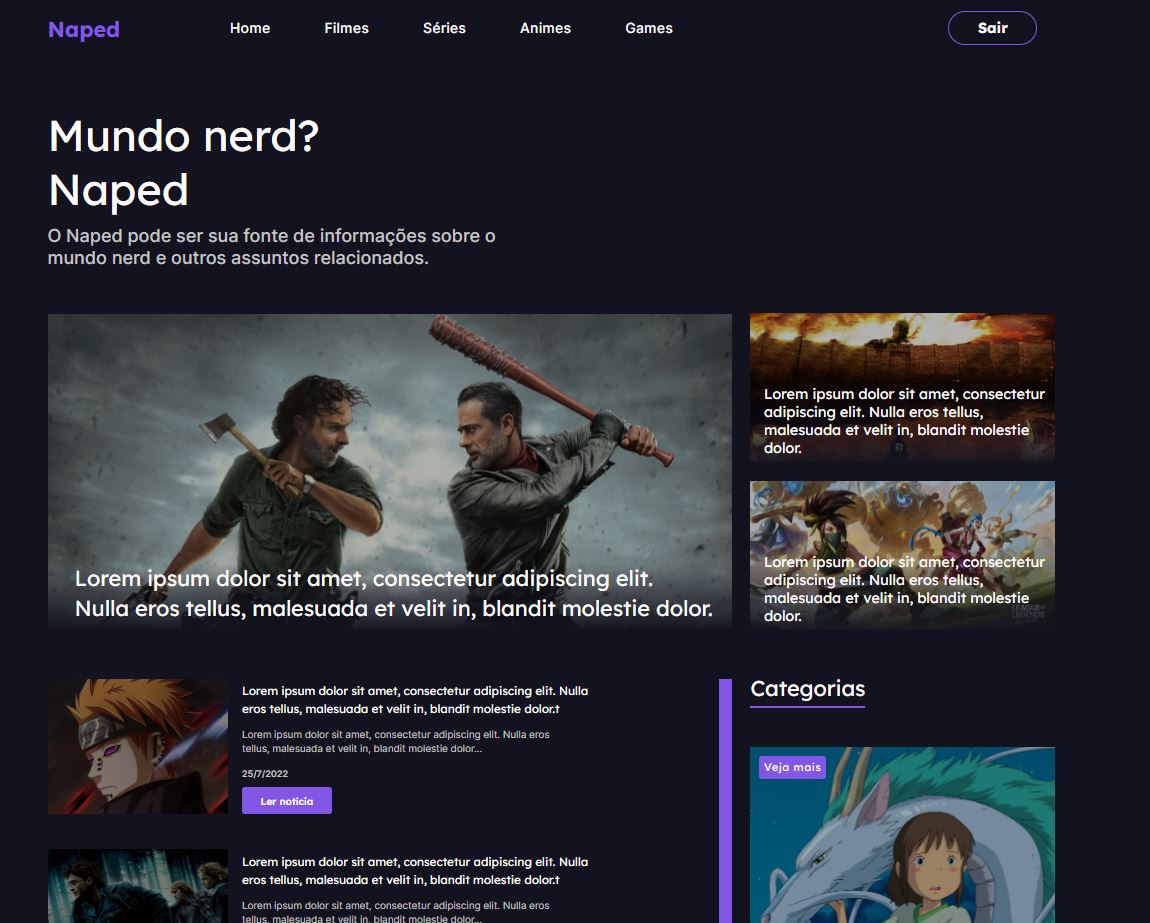 Naped
Home
Filmes
Séries
Animes
Games
Sair
Mundo nerd?
Naped
O Naped pode ser sua fonte de informações sobre o
mundo nerd e outros assuntos relacionados.
Lorem ipsum dolor sit amet, consectetur adipiscing elit.
Nulla eros tellus, malesuada et velit in, blandit molestie dolor.
Lorem ipsum dolor sit amet, consectetur
adipiscing elit. Nulla eros tellus,
malesuada et velit in, blandit molestie
dolor.
Lorem ipsum dolor sit amet, consectetur
adipiscing elit. Nulla eros tellus,
malesuada et velit in, blandit molestie
dolor.
LEAGUE OF
LEGENDS
Lorem ipsum dolor sit amet, consectetur adipiscing elit. Nulla
eros tellus, malesuada et velit in, blandit molestie dolor.t
Lorem ipsum dolor sit amet, consectetur adipiscing elit. Nulla eros
tellus, malesuada et velit in, blandit molestie dolor...
25/7/2022
Ler notícia
Lorem ipsum dolor sit amet, consectetur adipiscing elit. Nulla
eros tellus, malesuada et velit in, blandit molestie dolor.t
Lorem ipsum dolor sit amet, consectetur adipiscing elit. Nulla eros
tellus, malesuada et velit in, blandit molestie dolor...
Categorias
Veja mais